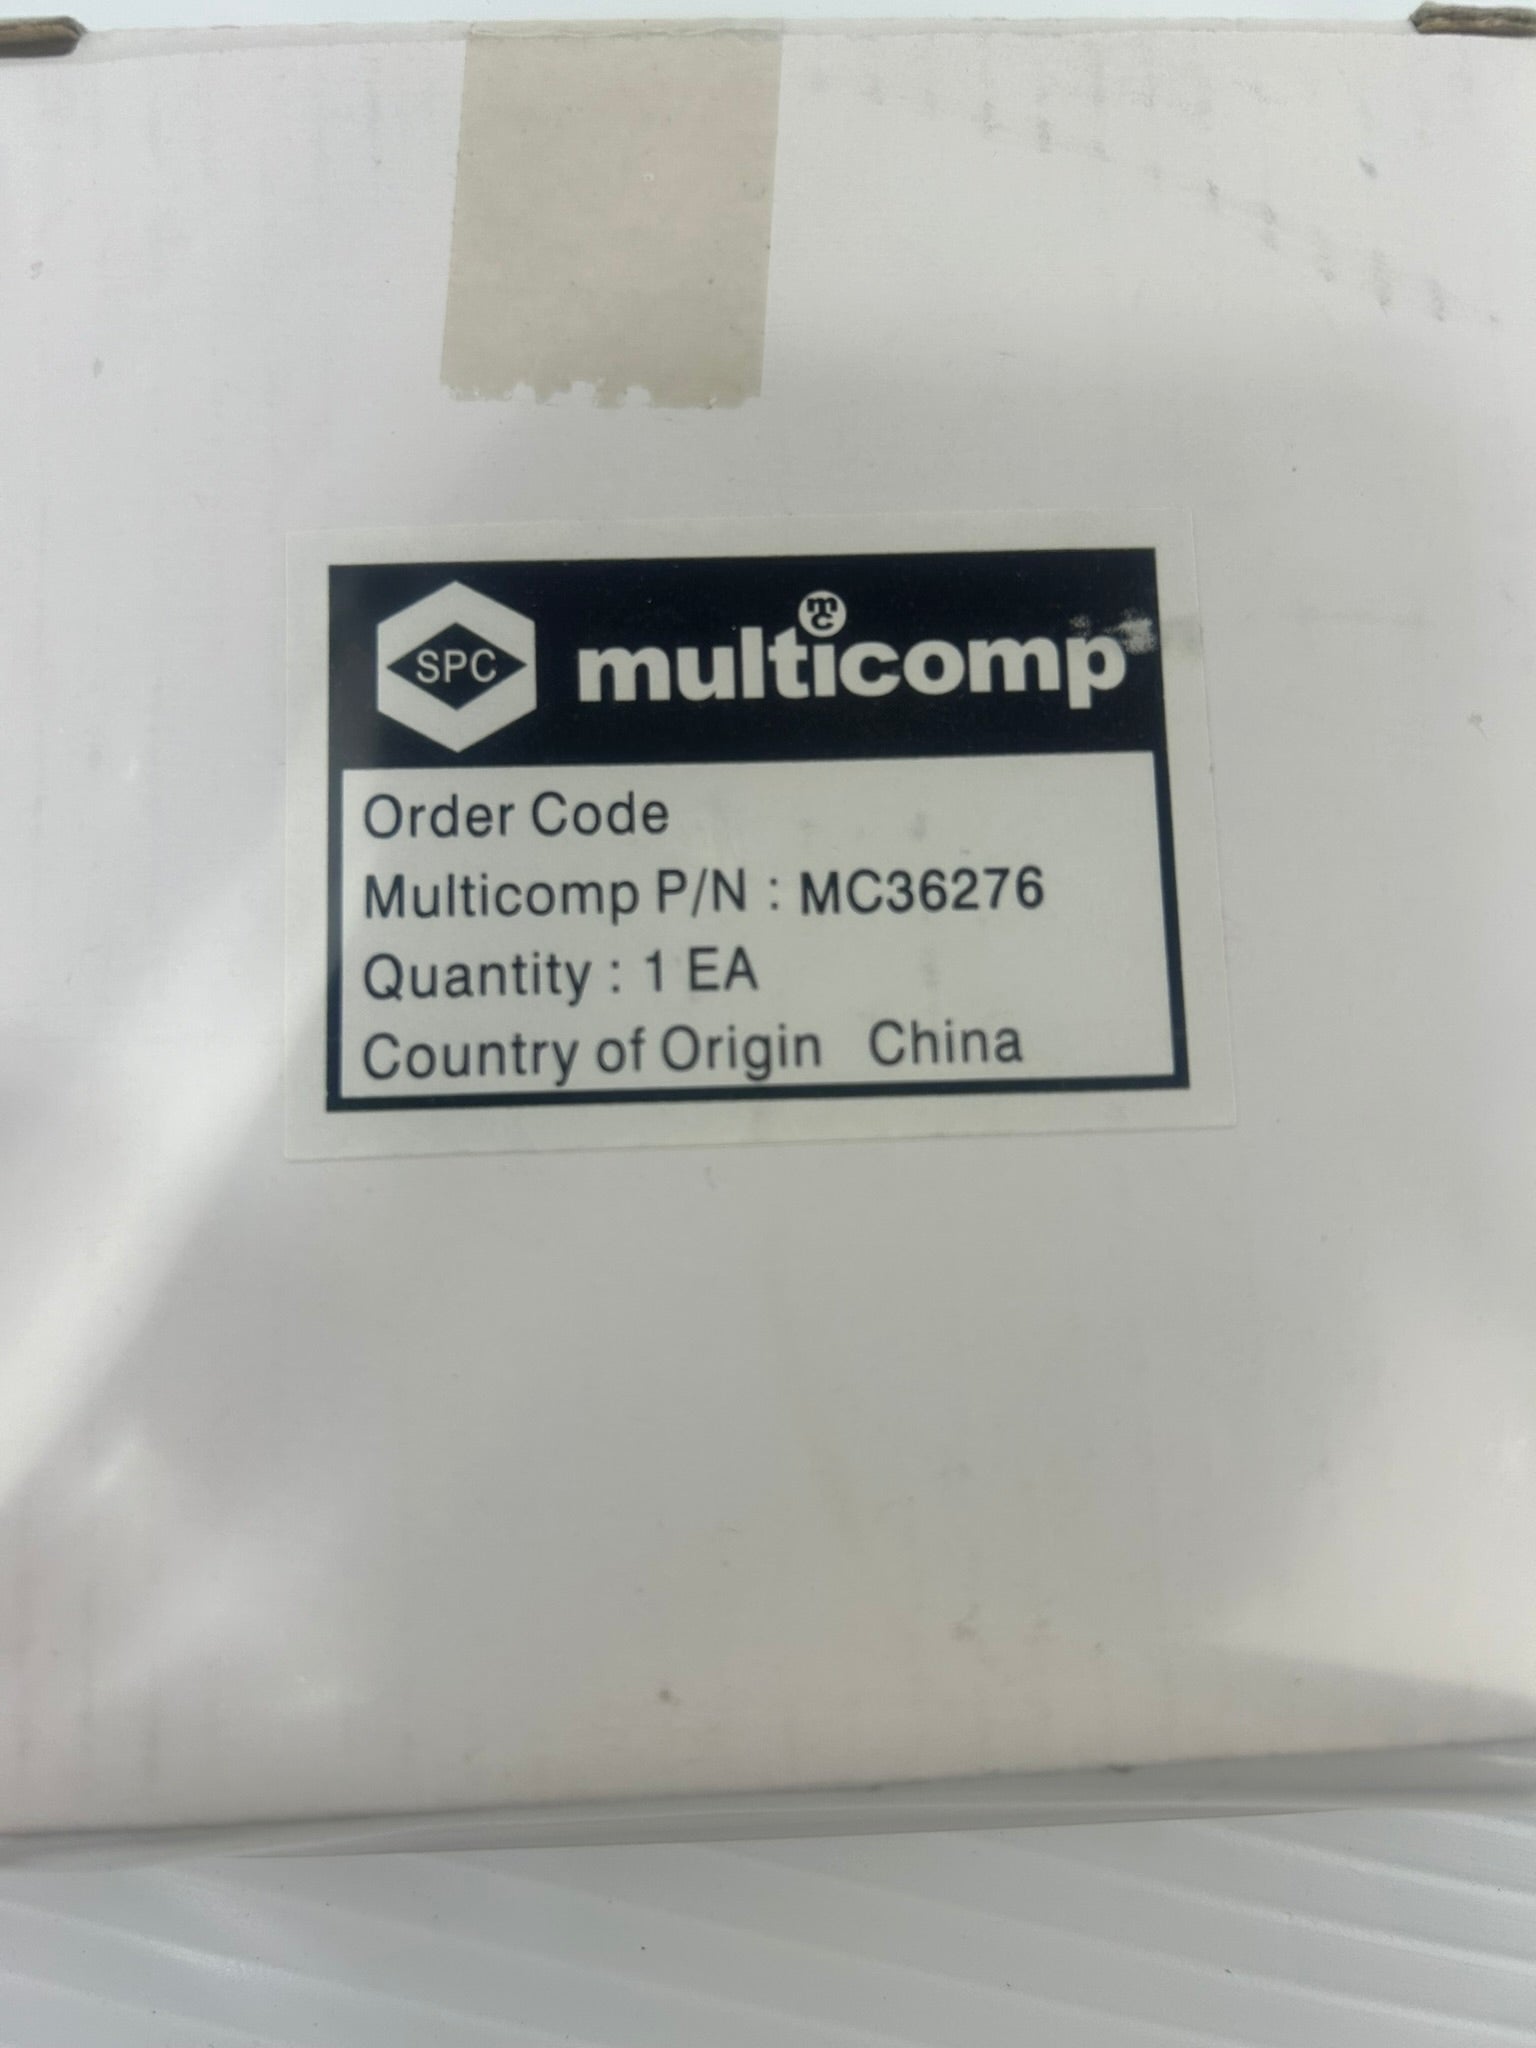 SPC mc multicomp
Order Code
Multicomp P/N : MC36276
Quantity : 1 EA
Country of Origin China